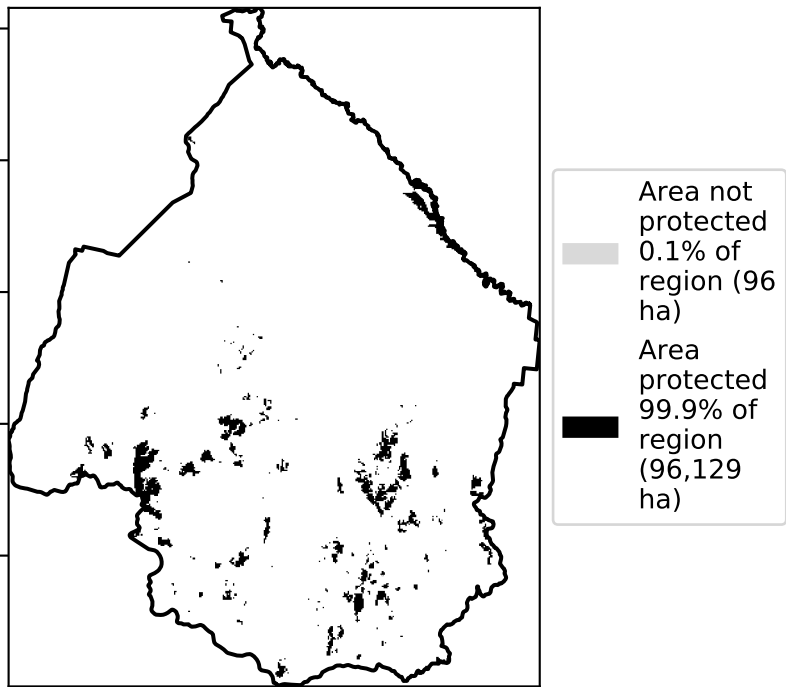 Area not
protected
0.1% of
region (96
ha)
Area
protected
99.9% of
region
(96,129
ha)